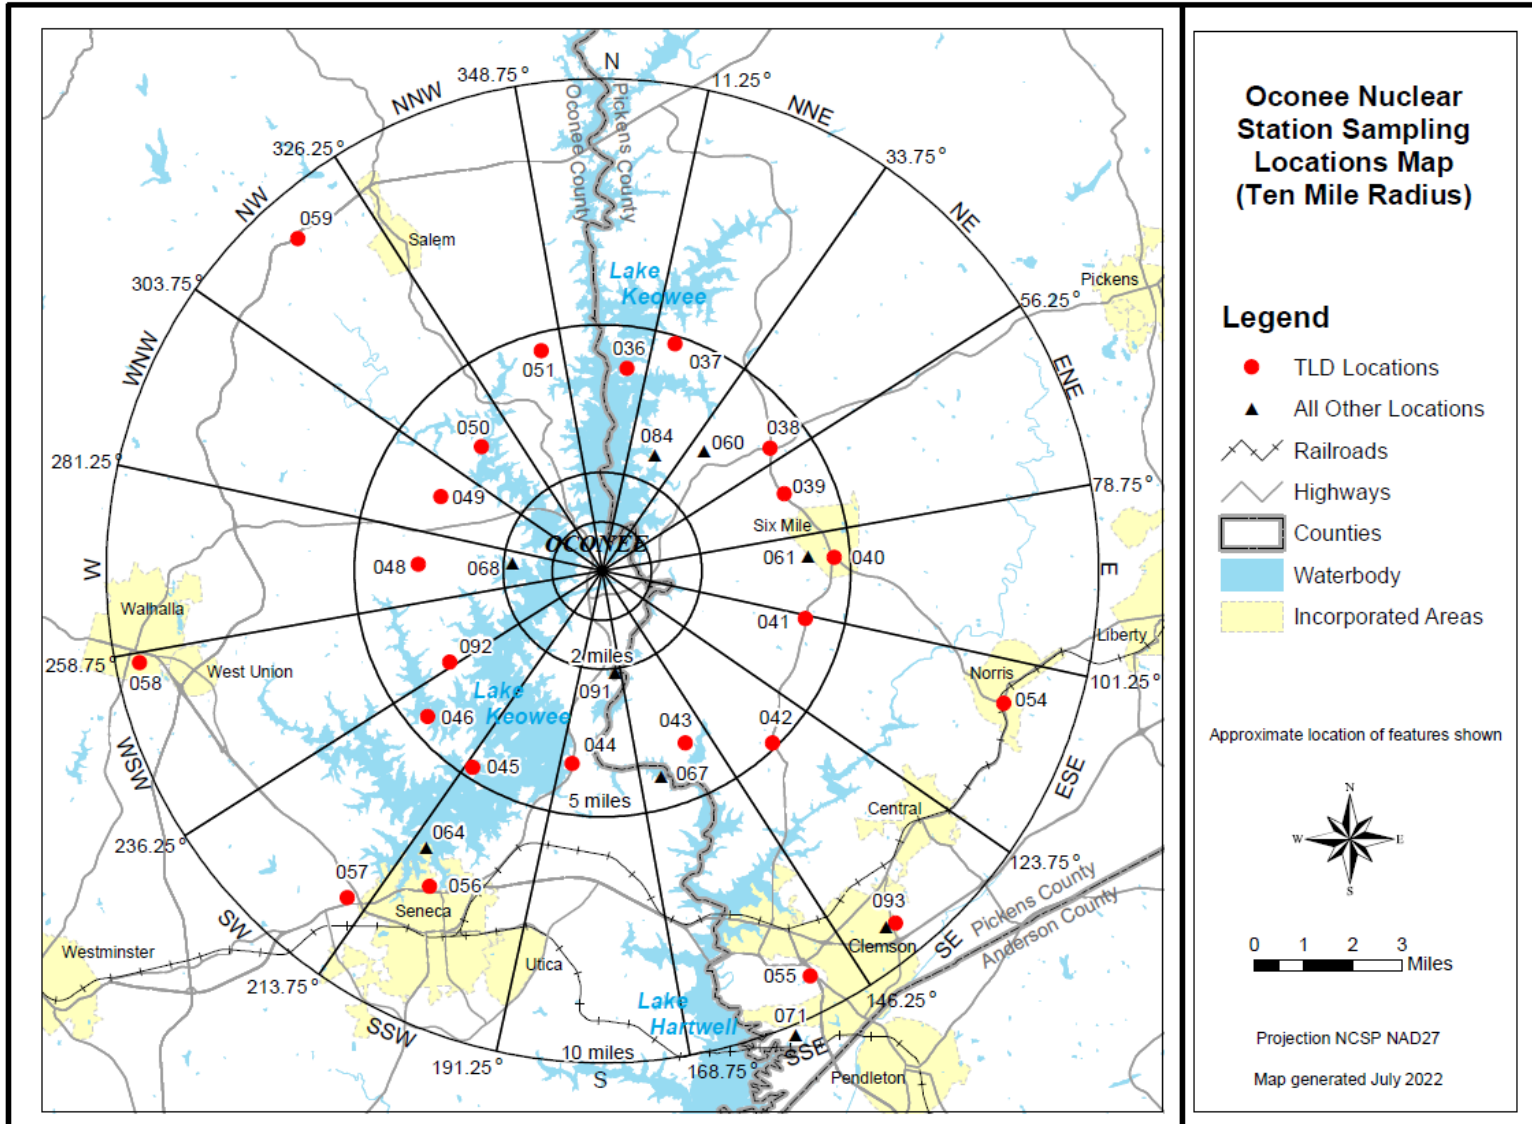 348.75°
N
11.25°
NNW
NNE
326.25°
33.75°
Oconee County
Pickens County
NW
NE
059
Salem
303.75°
56.25°
Lake
Keowee
Pickens
WNW
ENE
051
036
037
050
084
060
038
281.25°
78.75°
049
039
Six Mile
OCONEE
W
048
068
061
040
E
Walhalla
041
Liberty
258.75°
058
West Union
092
2 miles
091
Norris
054
101.25°
Lake
Keowee
046
043
042
044
WSW
045
067
ESE
5 miles
Central
064
236.25°
123.75°
057
056
093
Pickens County
Anderson County
Seneca
SW
Clemson
SE
Westminster
Utica
055
213.75°
146.25°
Lake
Hartwell
071
SSW
10 miles
SSE
191.25°
S
168.75°
Pendleton
Oconee Nuclear
Station Sampling
Locations Map
(Ten Mile Radius)
Legend
TLD Locations
All Other Locations
Railroads
Highways
Counties
Waterbody
Incorporated Areas
Approximate location of features shown
N
W E
S
0 1 2 3
Miles
Projection NCSP NAD27
Map generated July 2022